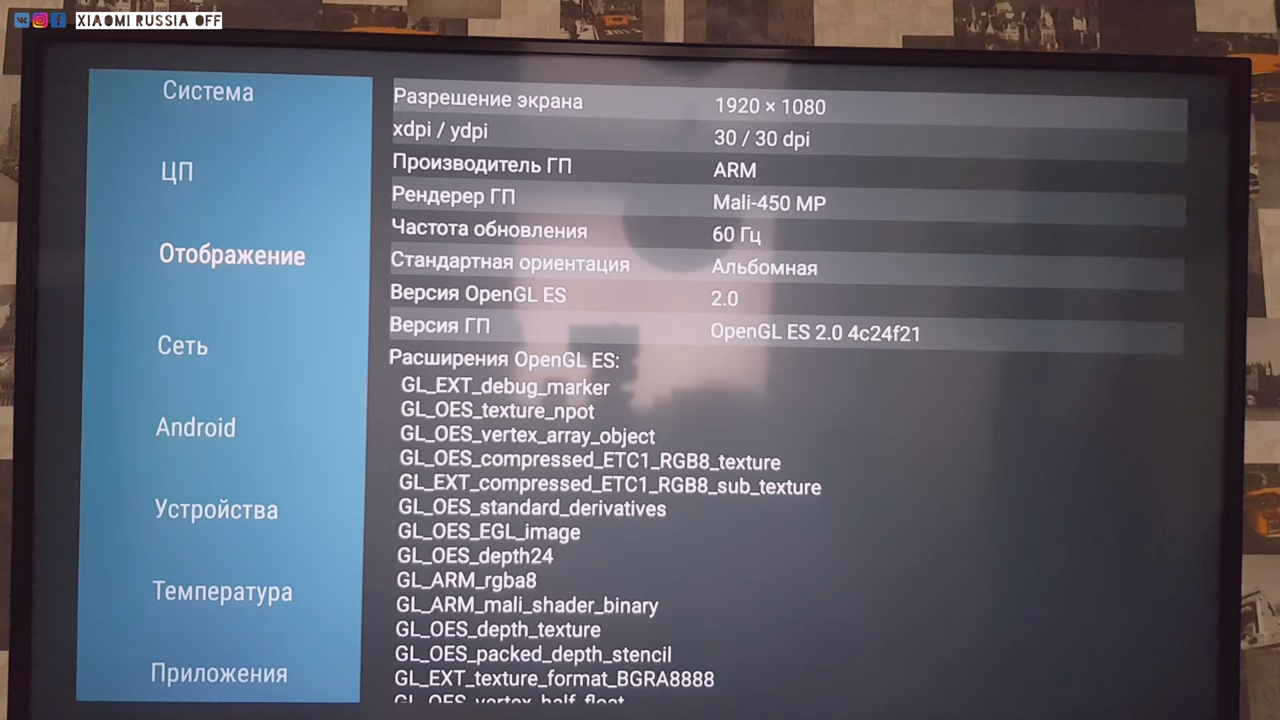 XIAOMI RUSSIA OFF
Система
ЦП
Отображение
Сеть
Android
Устройства
Температура
Приложения
Разрешение экрана 1920 × 1080
xdpi / ydpi 30 / 30 dpi
Производитель ГП ARM
Рендерер ГП Mali-450 MP
Частота обновления 60 Гц
Стандартная ориентация Альбомная
Версия OpenGL ES 2.0
Версия ГП OpenGL ES 2.0 4c24f21
Расширения OpenGL ES:
GL_EXT_debug_marker
GL_OES_texture_npot
GL_OES_vertex_array_object
GL_OES_compressed_ETC1_RGB8_texture
GL_EXT_compressed_ETC1_RGB8_sub_texture
GL_OES_standard_derivatives
GL_OES_EGL_image
GL_OES_depth24
GL_ARM_rgba8
GL_ARM_mali_shader_binary
GL_OES_depth_texture
GL_OES_packed_depth_stencil
GL_EXT_texture_format_BGRA8888
GL_OES_vertex_half_float